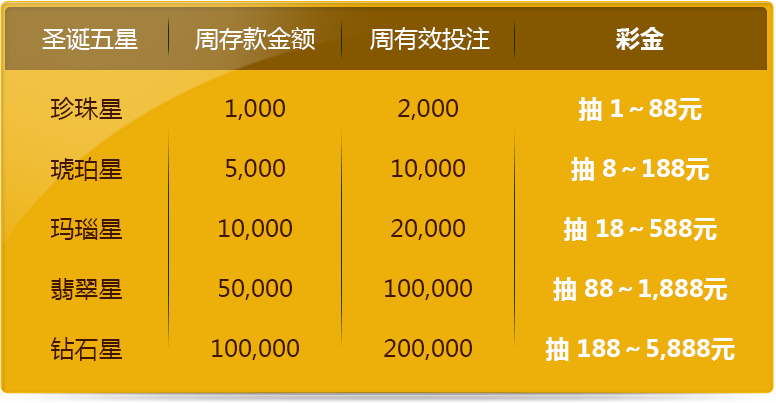 圣诞五星 周存款金额 周有效投注 彩金
珍珠星 1,000 2,000 抽 1~88元
琥珀星 5,000 10,000 抽 8~188元
玛瑙星 10,000 20,000 抽 18~588元
翡翠星 50,000 100,000 抽 88~1,888元
钻石星 100,000 200,000 抽 188~5,888元